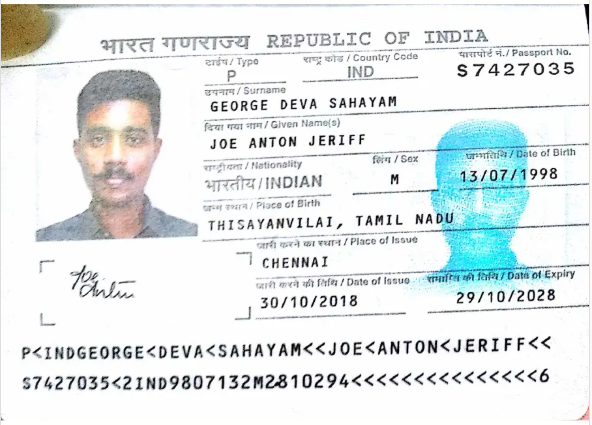 भारत गणराज्य REPUBLIC OF INDIA
टाईप / Type राष्ट्र कोड / Country Code पासपोर्ट नं. / Passport No.
P IND S7427035
उपनाम / Surname
GEORGE DEVA SAHAYAM
दिया गया नाम / Given Name(s)
JOE ANTON JERIFF
राष्ट्रीयता / Nationality लिंग / Sex जन्मतिथि / Date of Birth
भारतीय / INDIAN M 13/07/1998
जन्म स्थान / Place of Birth
THISAYANVILAI, TAMIL NADU
जारी करने का स्थान / Place of Issue
CHENNAI
जारी करने की तिथि / Date of Issue समाप्ति की तिथि / Date of Expiry
30/10/2018 29/10/2028
P<INDGEORGE<DEVA<SAHAYAM<<JOE<ANTON<JERIFF<<
S7427035<2IND9807132M2810294<<<<<<<<<<<<<<<6